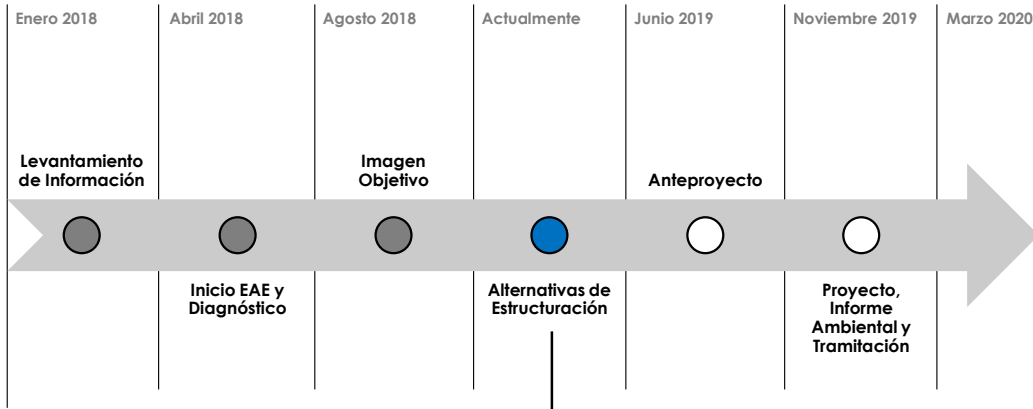 Enero 2018
Abril 2018
Agosto 2018
Actualmente
Junio 2019
Noviembre 2019
Marzo 2020
Levantamiento
de Información
Imagen
Objetivo
Anteproyecto
Inicio EAE y
Diagnóstico
Alternativas de
Estructuración
Proyecto,
Informe
Ambiental y
Tramitación